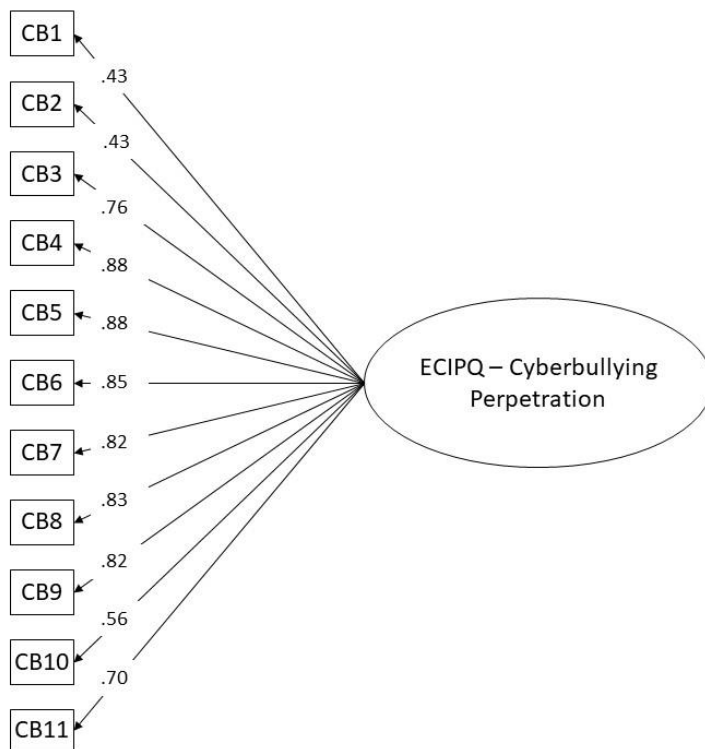 CB1
.43
CB2
.43
CB3
.76
CB4
.88
CB5
.88
CB6
.85
CB7
.82
CB8
.83
CB9
.82
CB10
.56
CB11
.70
ECIPQ – Cyberbullying
Perpetration